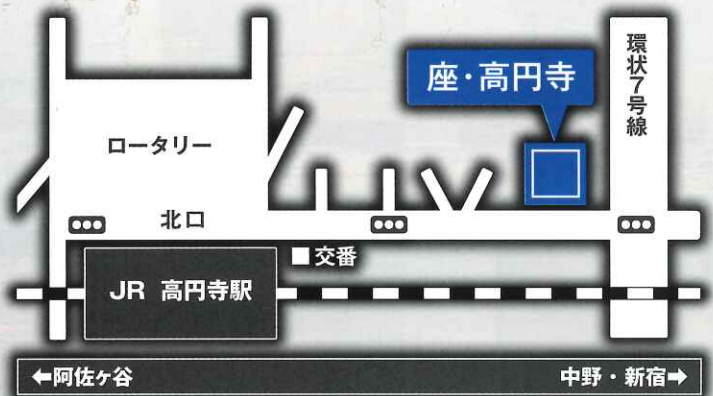 座・高円寺
環状7号線
ロータリー
北口
■交番
JR 高円寺駅
←阿佐ヶ谷
中野・新宿→